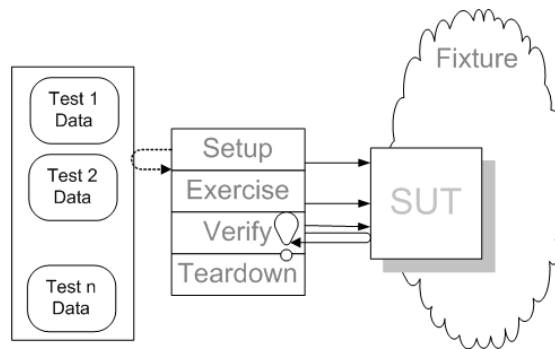 Test 1
Data
Test 2
Data
Test n
Data
Setup
Exercise
Verify
Teardown
Fixture
SUT